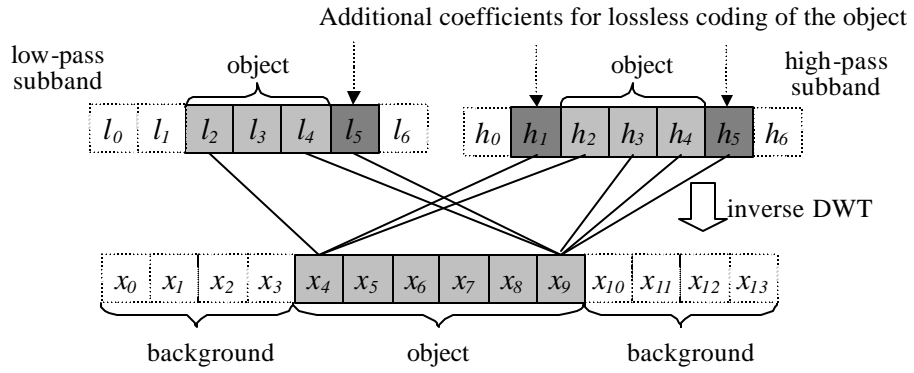 Additional coefficients for lossless coding of the object
low-pass
subband
object
object
high-pass
subband
l0 l1 l2 l3 l4 l5 l6
h0 h1 h2 h3 h4 h5 h6
inverse DWT
x0 x1 x2 x3 x4 x5 x6 x7 x8 x9 x10 x11 x12 x13
background
object
background